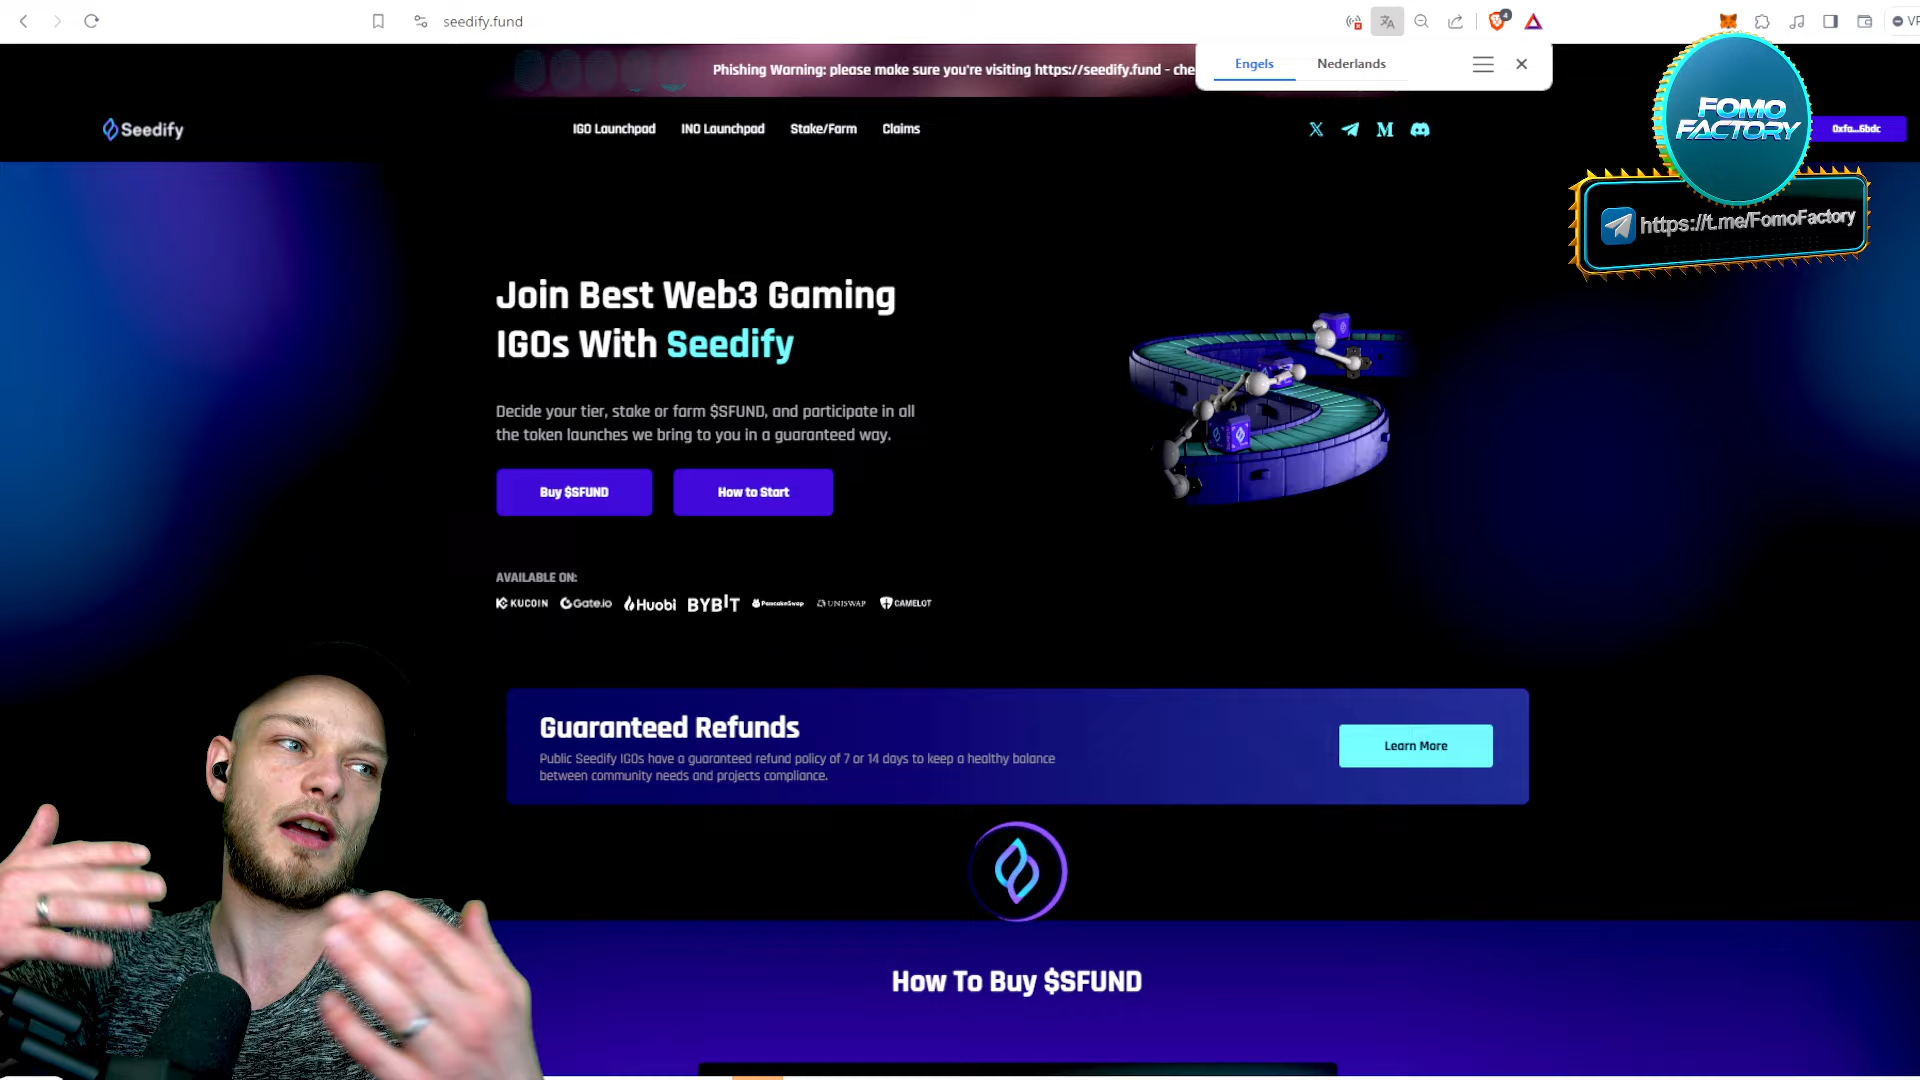 seedify.fund
4
VP
Phishing Warning: please make sure you're visiting https://seedify.fund - che
Engels
Nederlands
Seedify
IGO Launchpad
INO Launchpad
Stake/Farm
Claims
FOMO
FACTORY
0xfa...6bdc
https://t.me/FomoFactory
Join Best Web3 Gaming
IGOs With Seedify
Decide your tier, stake or farm $SFUND, and participate in all
the token launches we bring to you in a guaranteed way.
Buy $SFUND
How to Start
AVAILABLE ON:
KUCOIN Gate.io Huobi BYBIT PancakeSwap UNISWAP CAMELOT
Guaranteed Refunds
Public Seedify IGOs have a guaranteed refund policy of 7 or 14 days to keep a healthy balance
between community needs and projects compliance.
Learn More
How To Buy $SFUND